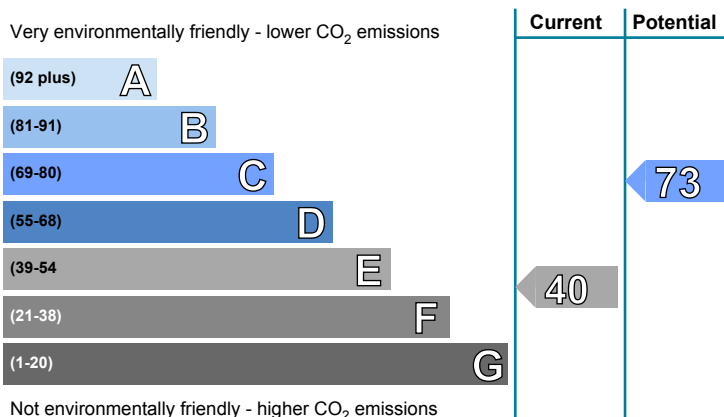 Current Potential
Very environmentally friendly - lower CO2 emissions
(92 plus) A
(81-91) B
(69-80) C
73
(55-68) D
(39-54 E
40
(21-38) F
(1-20) G
Not environmentally friendly - higher CO2 emissions